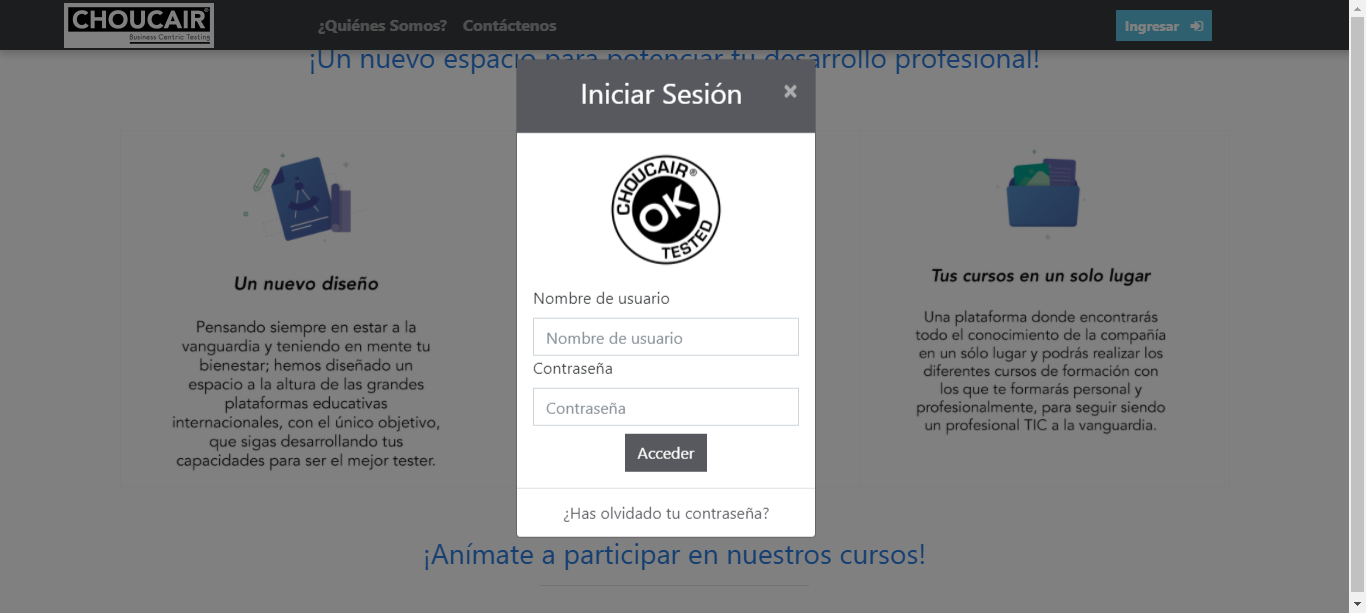 CHOUCAIR®
Business Centric Testing
¿Quiénes Somos?
Contáctenos
Ingresar
¡Un nuevo espacio para potenciar tu desarrollo profesional!
Iniciar Sesión
×
CHOUCAIR®
OK
TESTED
Nombre de usuario
Nombre de usuario
Contraseña
Contraseña
Acceder
¿Has olvidado tu contraseña?
Un nuevo diseño
Pensando siempre en estar a la
vanguardia y teniendo en mente tu
bienestar; hemos diseñado un
espacio a la altura de las grandes
plataformas educativas
internacionales, con el único objetivo,
que sigas desarrollando tus
capacidades para ser el mejor tester.
Tus cursos en un solo lugar
Una plataforma donde encontrarás
todo el conocimiento de la compañía
en un sólo lugar y podrás realizar los
diferentes cursos de formación con
los que te formarás personal y
profesionalmente, para seguir siendo
un profesional TIC a la vanguardia.
¡Anímate a participar en nuestros cursos!